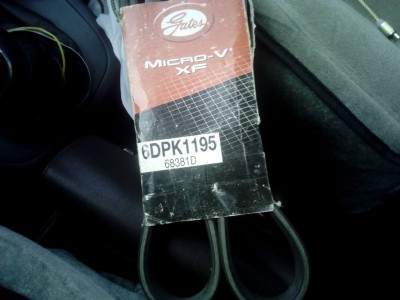 Gates
MICRO-V
XF
6DPK1195
68381D